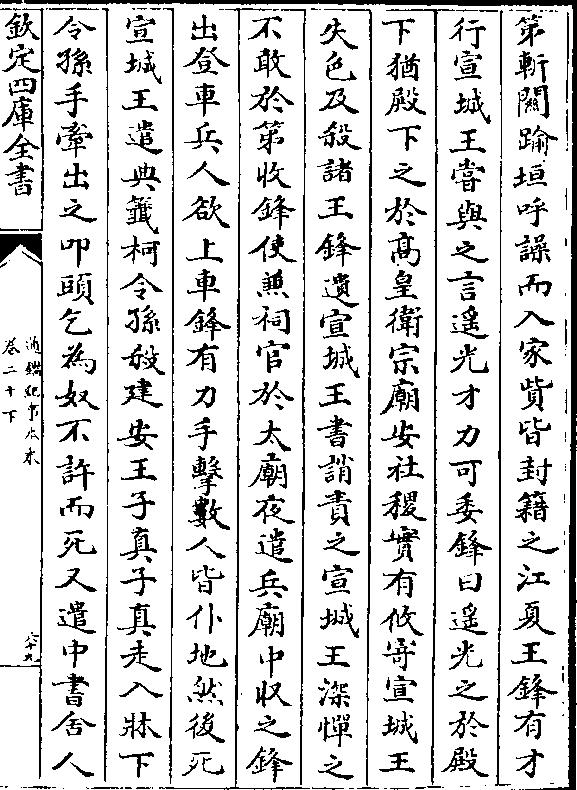 第斬關踰垣呼譟而入家貲皆封籍之江夏王鋒有才
行宣城王嘗與之言遥光才力可委鋒曰遥光之於殿
下猶殿下之於高皇衛宗廟安社稷實有攸寄宣城王
失色及殺諸王鋒遺宣城王書誚責之宣城王深憚之
不敢於第收鋒使兼祠官於太廟夜遣兵廟中収之鋒
出登車兵人欲上車鋒有力手擊數人皆仆地然後死
宣城王遣典籖柯令孫殺建安王子真子真走入牀下
令孫手牽出之叩頭乞為奴不許而死又遣中書舍人
欽定四庫全書
通鑑紀事本末
卷二十下
六十九